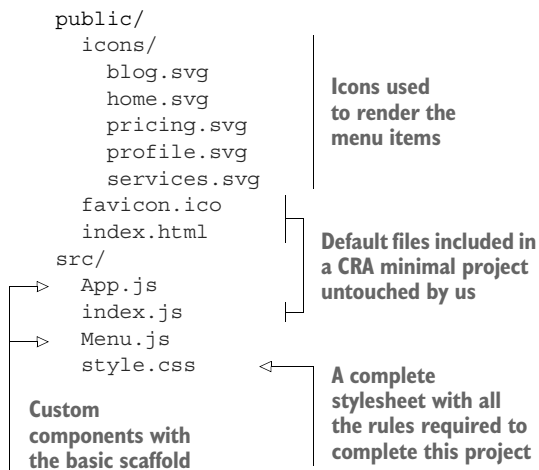 public/
icons/
blog.svg
home.svg
pricing.svg
profile.svg
services.svg
favicon.ico
index.html
src/
App.js
index.js
Menu.js
style.css
Icons used
to render the
menu items
Default files included in
a CRA minimal project
untouched by us
A complete
stylesheet with all
the rules required to
complete this project
Custom
components with
the basic scaffold